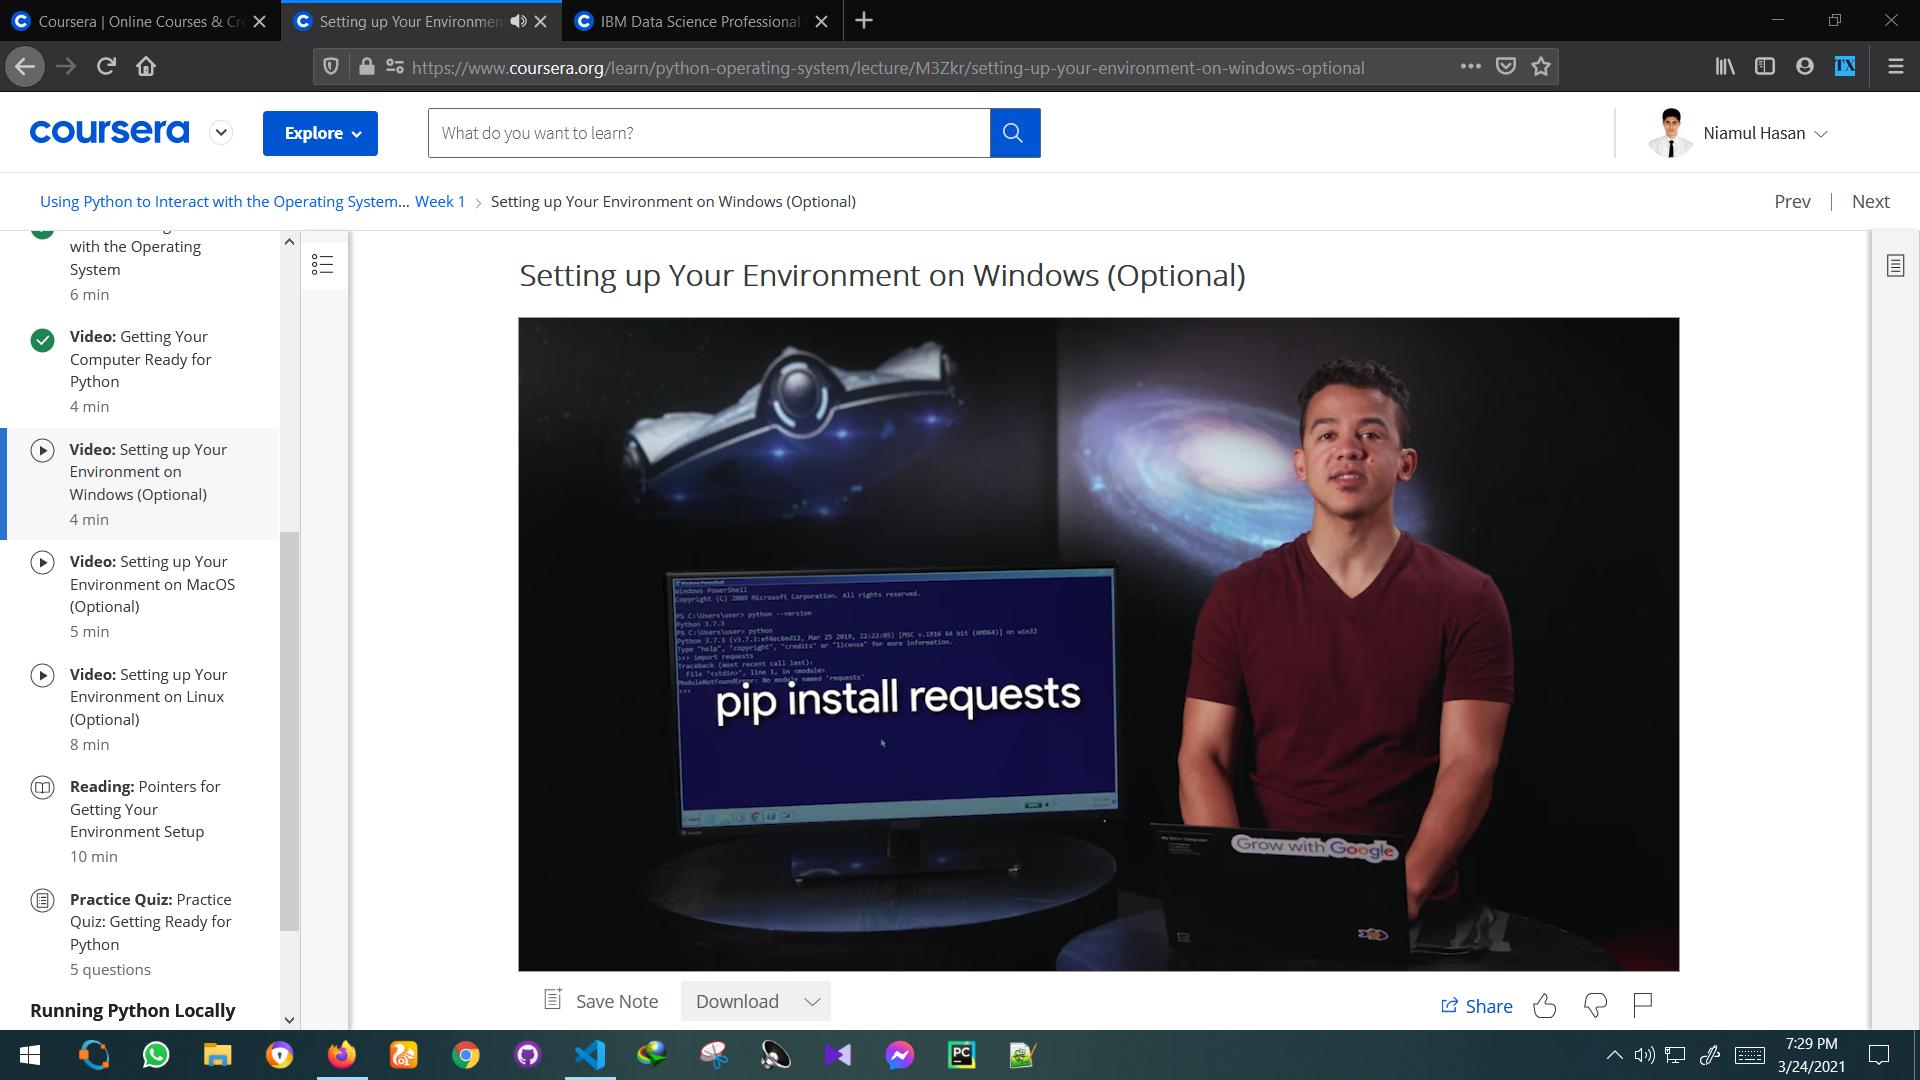 Coursera | Online Courses & Cre
Setting up Your Environmen
IBM Data Science Professional
https://www.coursera.org/learn/python-operating-system/lecture/M3Zkr/setting-up-your-environment-on-windows-optional
TX
coursera
Explore
What do you want to learn?
Niamul Hasan
Using Python to Interact with the Operating System... Week 1 > Setting up Your Environment on Windows (Optional)
Prev | Next
with the Operating
System
6 min
Video: Getting Your
Computer Ready for
Python
4 min
Video: Setting up Your
Environment on
Windows (Optional)
4 min
Video: Setting up Your
Environment on MacOS
(Optional)
5 min
Video: Setting up Your
Environment on Linux
(Optional)
8 min
Reading: Pointers for
Getting Your
Environment Setup
10 min
Practice Quiz: Practice
Quiz: Getting Ready for
Python
5 questions
Running Python Locally
Setting up Your Environment on Windows (Optional)
Windows PowerShell
Windows PowerShell
Copyright (C) 2009 Microsoft Corporation. All rights reserved.
PS C:\Users\user> python --version
Python 3.7.3
PS C:\Users\user> python
Python 3.7.3 (v3.7.3:ef4ec6ed12, Mar 25 2019, 22:22:05) [MSC v.1916 64 bit (AMD64)] on win32
Type "help", "copyright", "credits" or "license" for more information.
>>> import requests
Traceback (most recent call last):
File "<stdin>", line 1, in <module>
ModuleNotFoundError: No module named 'requests'
>>>
pip install requests
Grow with Google
Save Note
Download
Share
PC
7:29 PM
3/24/2021